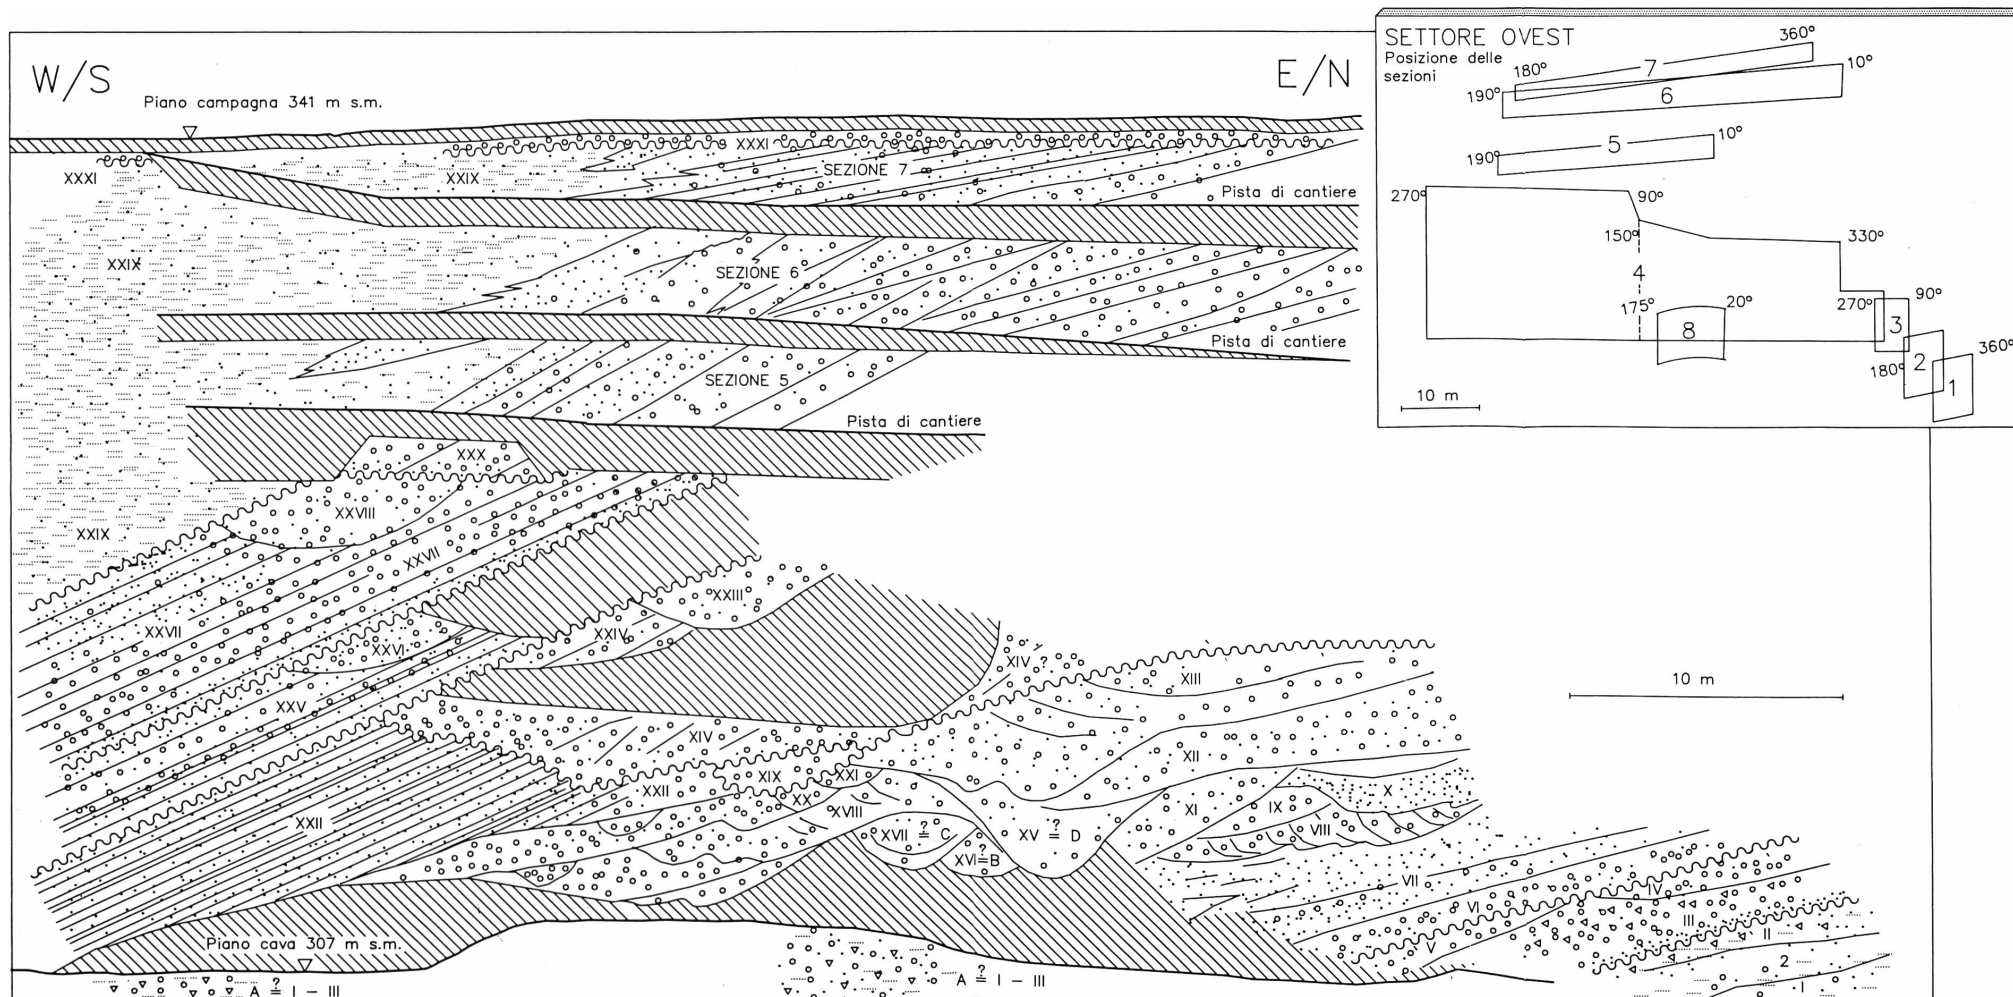 W/S
Piano campagna 341 m s.m.
E/N
SETTORE OVEST
Posizione delle
sezioni
180°
7
360°
190°
6
10°
190°
5
10°
270°
90°
150°
330°
4
175°
8
20°
270°
3
90°
180°
2
360°
1
10 m
XXXI
XXXI
XXIX
SEZIONE 7
Pista di cantiere
XXIX
SEZIONE 6
Pista di cantiere
SEZIONE 5
Pista di cantiere
XXX
XXVIII
XXIX
XXVII
XXVII
XXIII
XXIV
XXVI
XIV ?
XIII
10 m
XXV
XIV
XII
XIX
XXI
XXII
XX
XVIII
XI
IX
X
XXII
XVII ≟ C
XV ≟ D
VIII
XVI ≟ B
VII
IV
VI
III
V
II
Piano cava 307 m s.m.
2
A ≟ I – III
A ≟ I – III
I